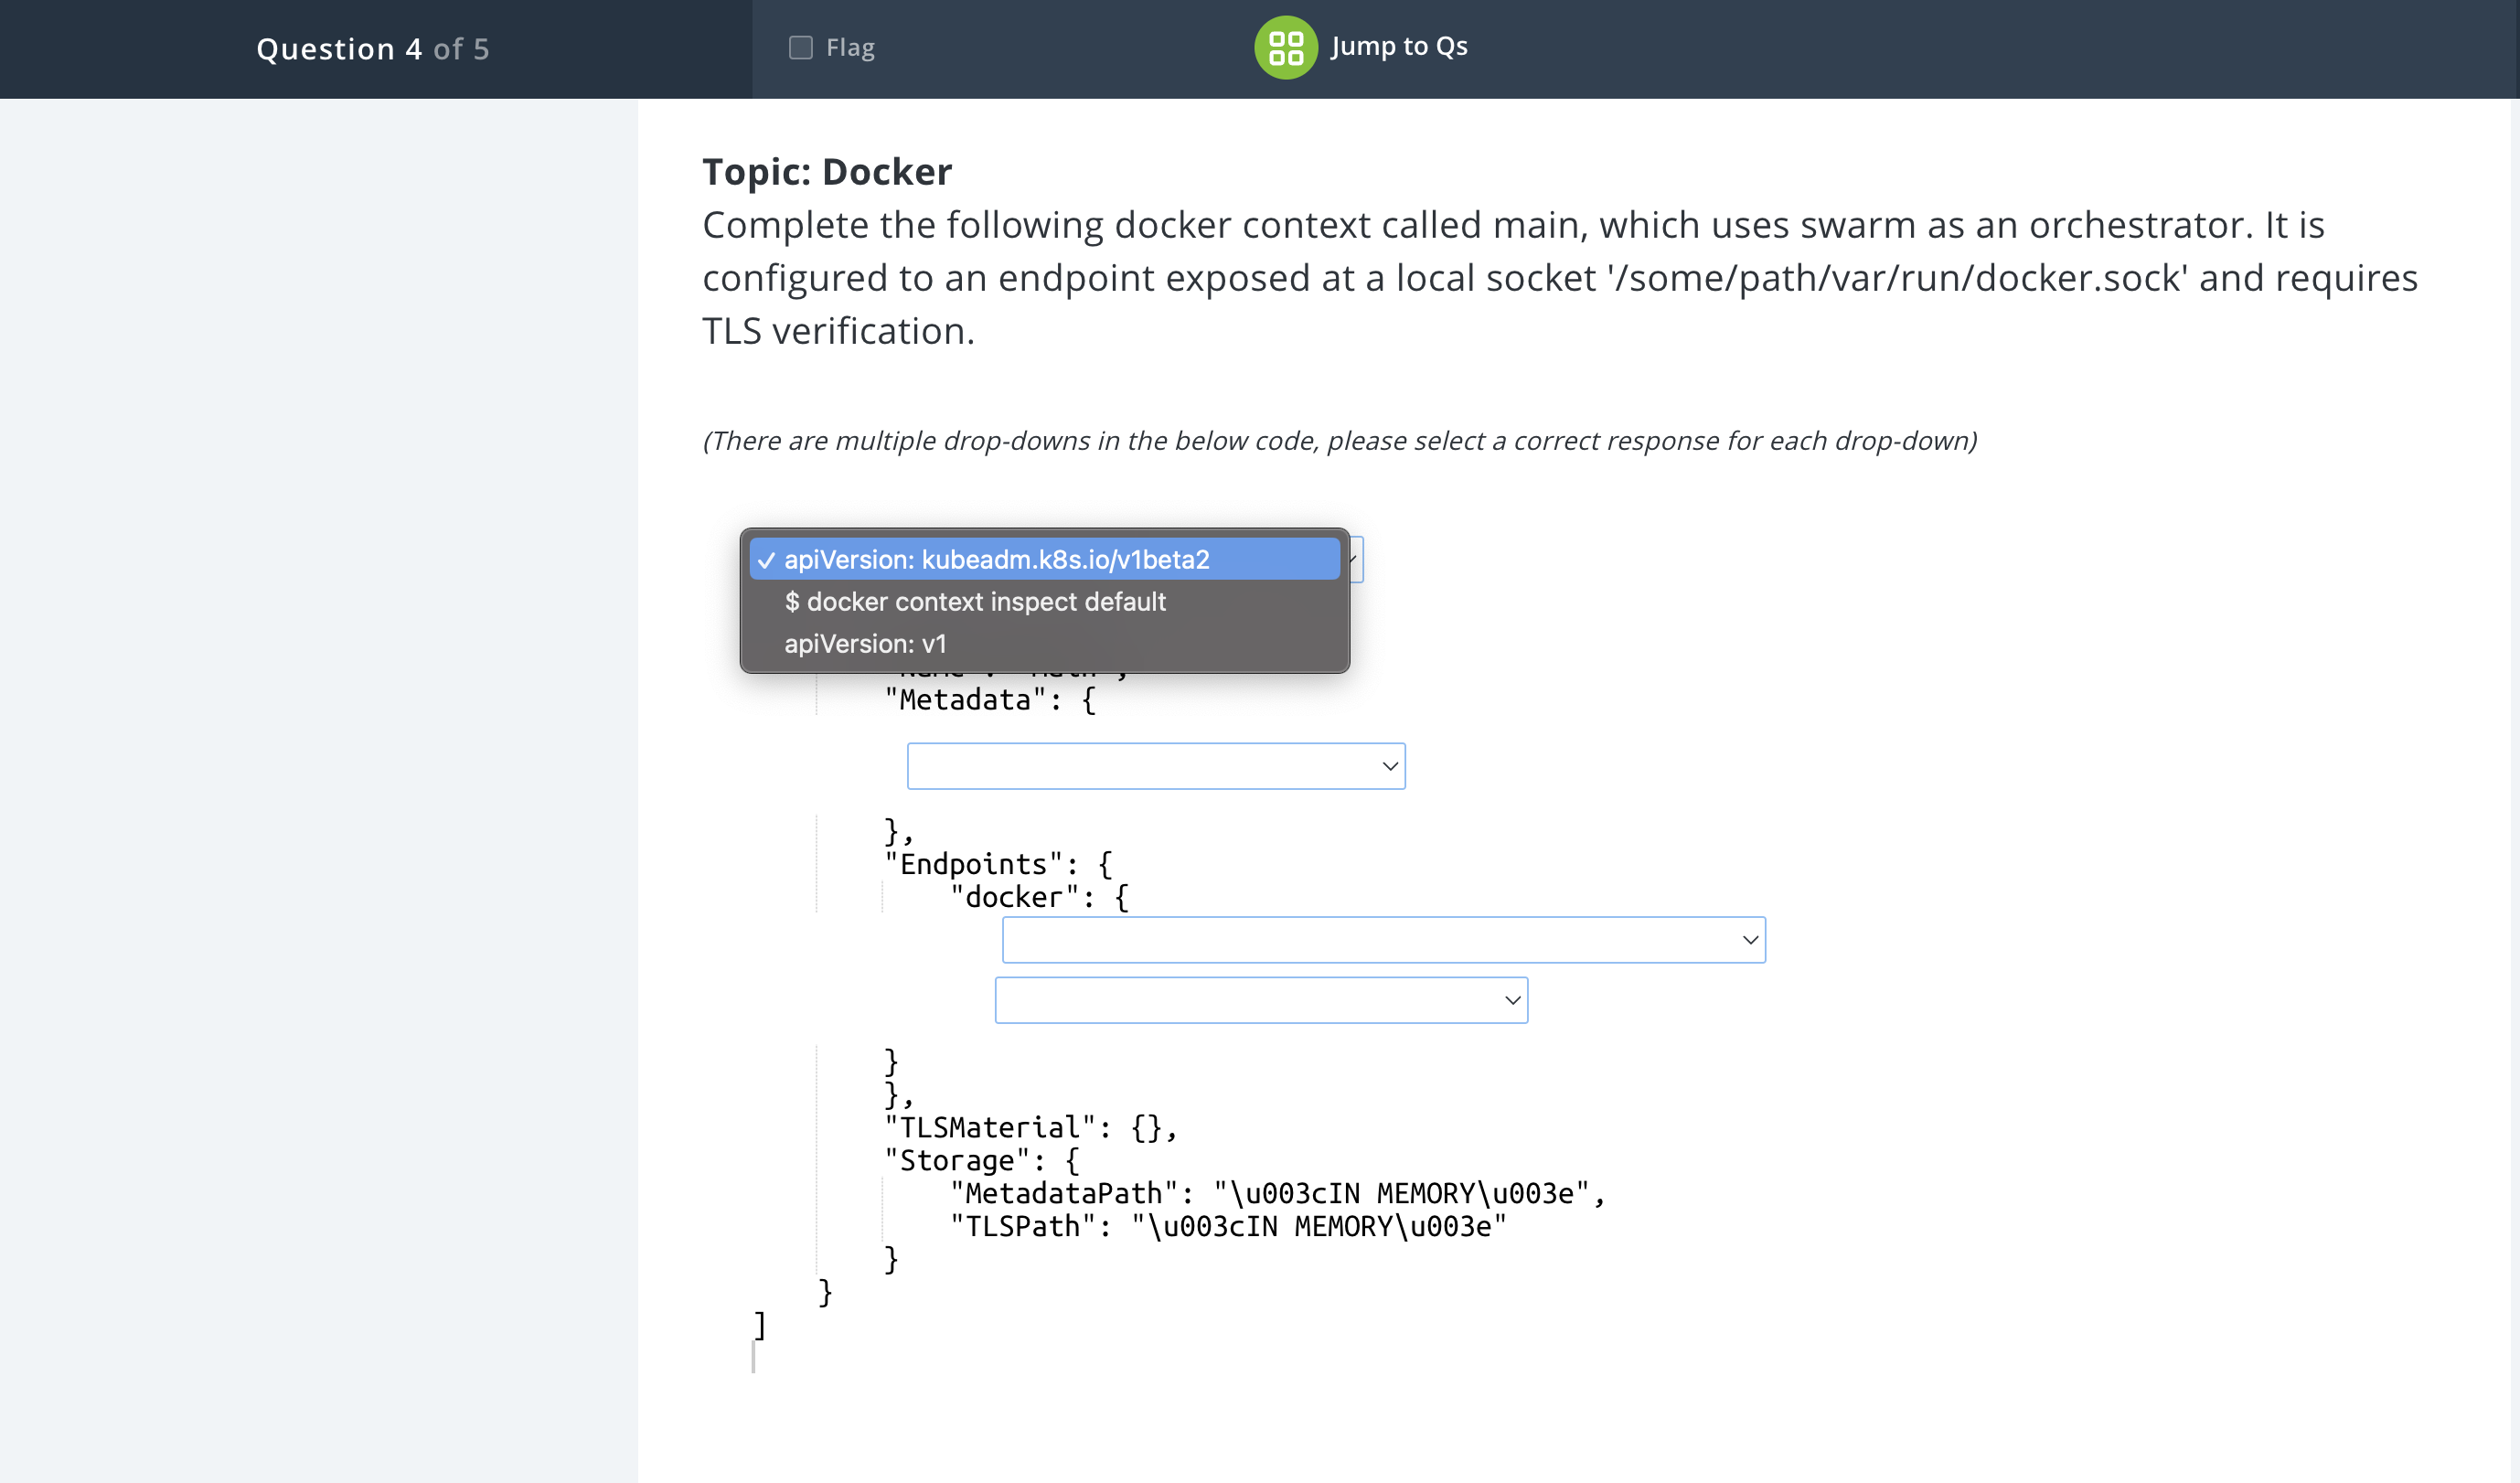 Question 4 of 5
Flag
Jump to Qs
Topic: Docker
Complete the following docker context called main, which uses swarm as an orchestrator. It is
configured to an endpoint exposed at a local socket '/some/path/var/run/docker.sock' and requires
TLS verification.
(There are multiple drop-downs in the below code, please select a correct response for each drop-down)
✓ apiVersion: kubeadm.k8s.io/v1beta2
$ docker context inspect default
apiVersion: v1
"Metadata": {
},
"Endpoints": {
"docker": {
}
},
"TLSMaterial": {},
"Storage": {
"MetadataPath": "\u003cIN MEMORY\u003e",
"TLSPath": "\u003cIN MEMORY\u003e"
}
}
]